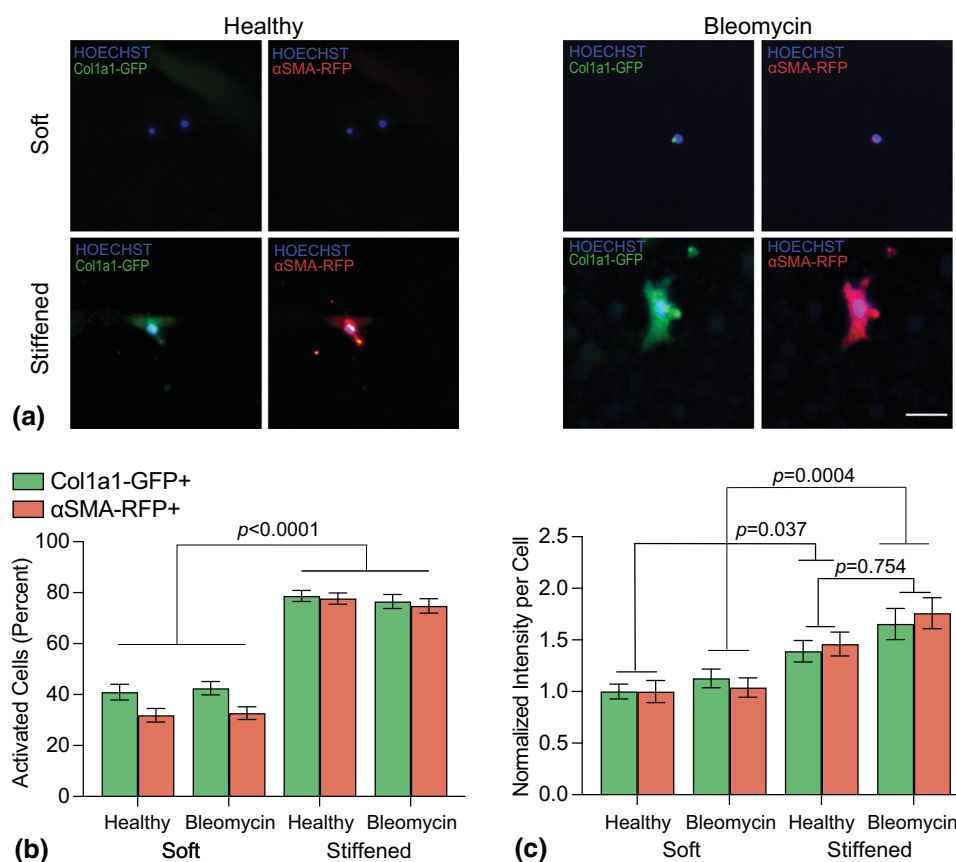 Healthy
Bleomycin
Soft
HOECHST
Col1a1-GFP
HOECHST
αSMA-RFP
HOECHST
Col1a1-GFP
HOECHST
αSMA-RFP
Stiffened
HOECHST
Col1a1-GFP
HOECHST
αSMA-RFP
HOECHST
Col1a1-GFP
HOECHST
αSMA-RFP
(a)
Col1a1-GFP+
αSMA-RFP+
p<0.0001
Activated Cells (Percent)
100
80
60
40
20
0
Healthy Bleomycin Healthy Bleomycin
Soft Stiffened
(b)
p=0.0004
p=0.037
p=0.754
Normalized Intensity per Cell
2.5
2.0
1.5
1.0
0.5
0.0
Healthy Bleomycin Healthy Bleomycin
Soft Stiffened
(c)